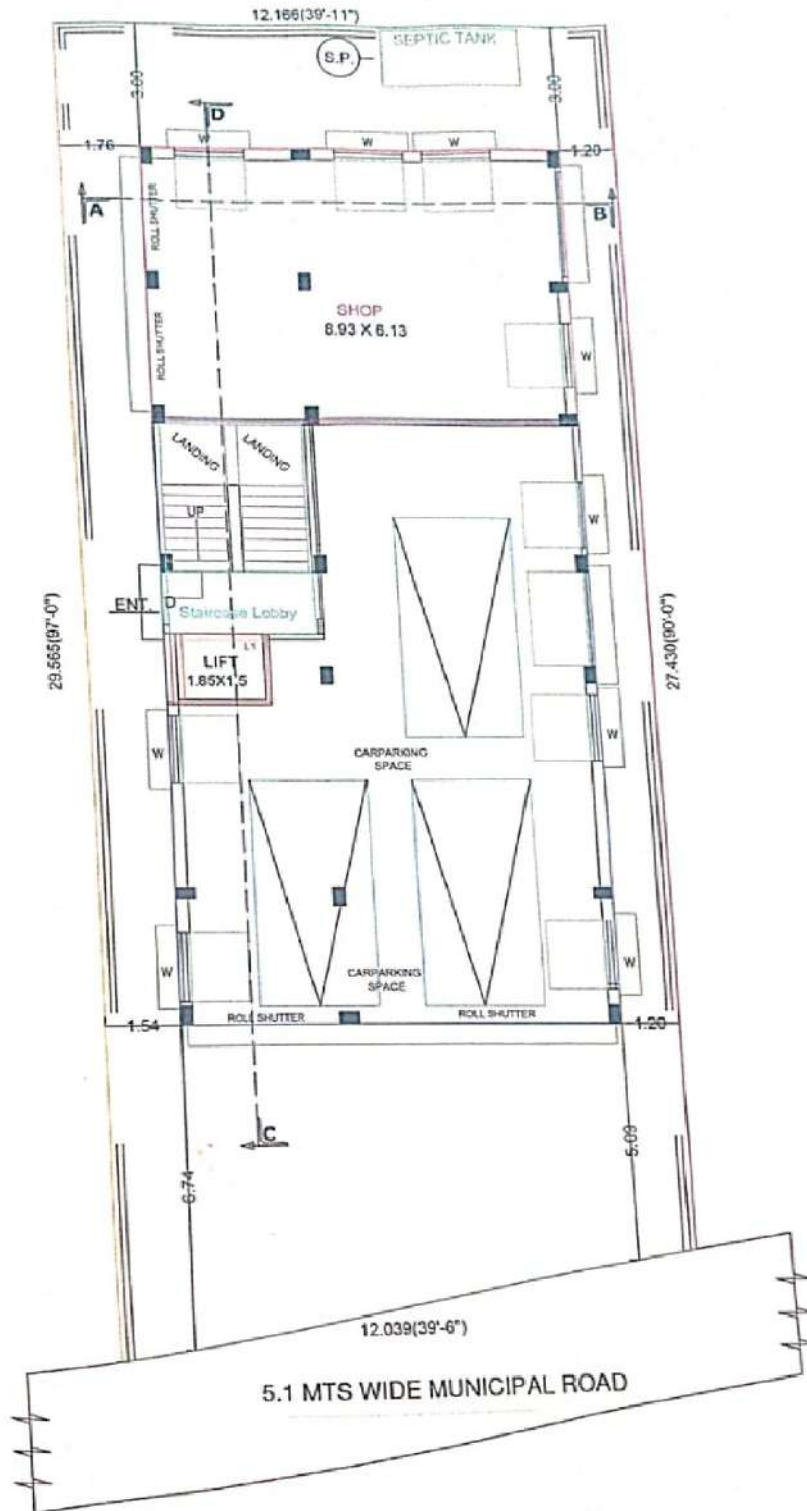 12.166(39'-11")
SEPTIC TANK
S.P.
3.00
3.00
D
W
W
W
1.76
1.20
A
B
ROLL SHUTTER
SHOP
8.93 X 6.13
ROLL SHUTTER
W
LANDING
LANDING
UP
W
ENT.
D
Staircase Lobby
29.565(97'-0")
27.430(90'-0")
L1
LIFT
1.85X1.5
W
W
CARPARKING
SPACE
W
W
CARPARKING
SPACE
ROLL SHUTTER
ROLL SHUTTER
1.54
1.20
C
6.74
5.09
12.039(39'-6")
5.1 MTS WIDE MUNICIPAL ROAD